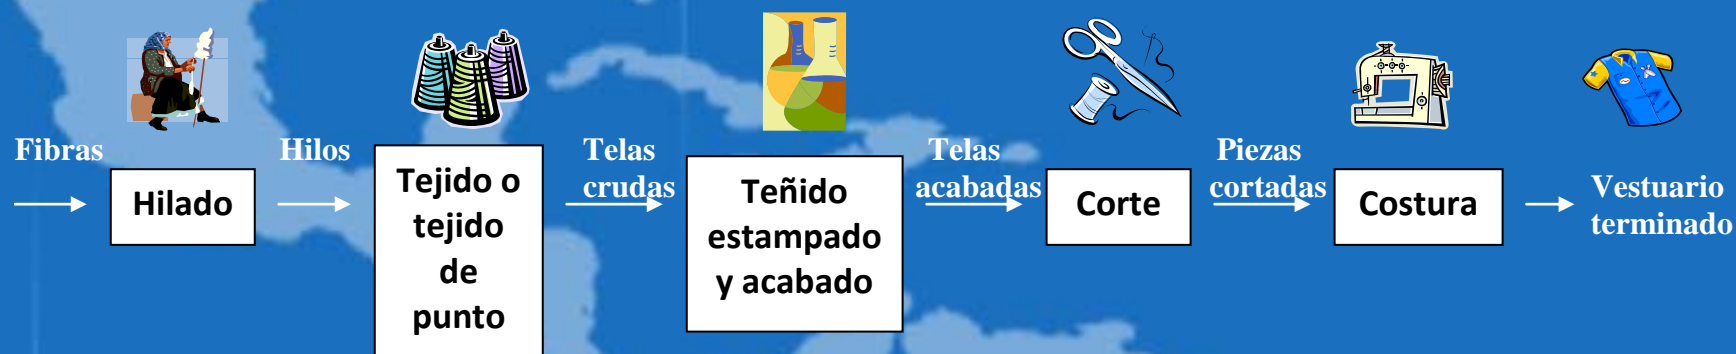 Fibras
Hilado
Hilos
Tejido o
tejido
de
punto
Telas
crudas
Teñido
estampado
y acabado
Telas
acabadas
Corte
Piezas
cortadas
Costura
Vestuario
terminado